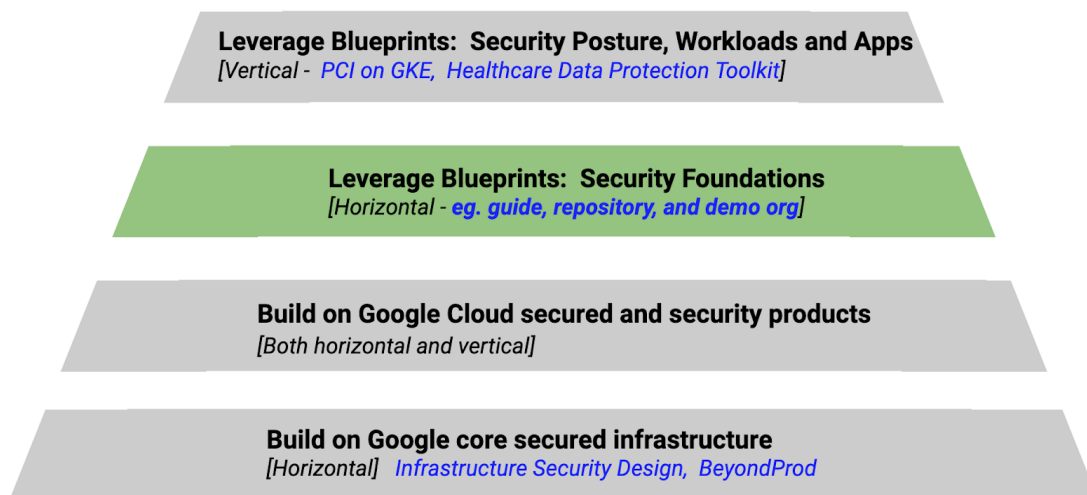 Leverage Blueprints: Security Posture, Workloads and Apps
[Vertical - PCI on GKE, Healthcare Data Protection Toolkit]
Leverage Blueprints: Security Foundations
[Horizontal - eg. guide, repository, and demo org]
Build on Google Cloud secured and security products
[Both horizontal and vertical]
Build on Google core secured infrastructure
[Horizontal] Infrastructure Security Design, BeyondProd